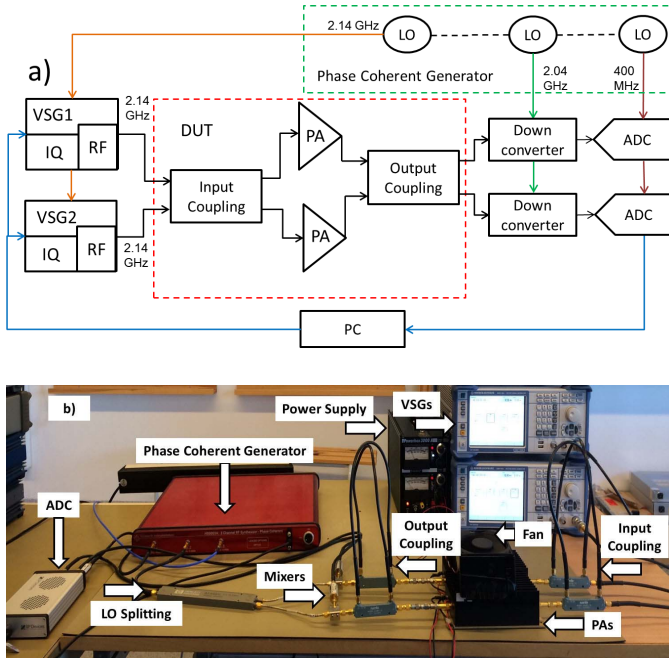 a)
2.14 GHz
LO
LO
LO
Phase Coherent Generator
2.04
GHz
400
MHz
VSG1
IQ
RF
2.14
GHz
VSG2
IQ
RF
2.14
GHz
DUT
Input
Coupling
PA
PA
Output
Coupling
Down
converter
Down
converter
ADC
ADC
PC
b)
Power Supply
VSGs
Phase Coherent Generator
ADC
Output
Coupling
Fan
Input
Coupling
Mixers
LO Splitting
PAs